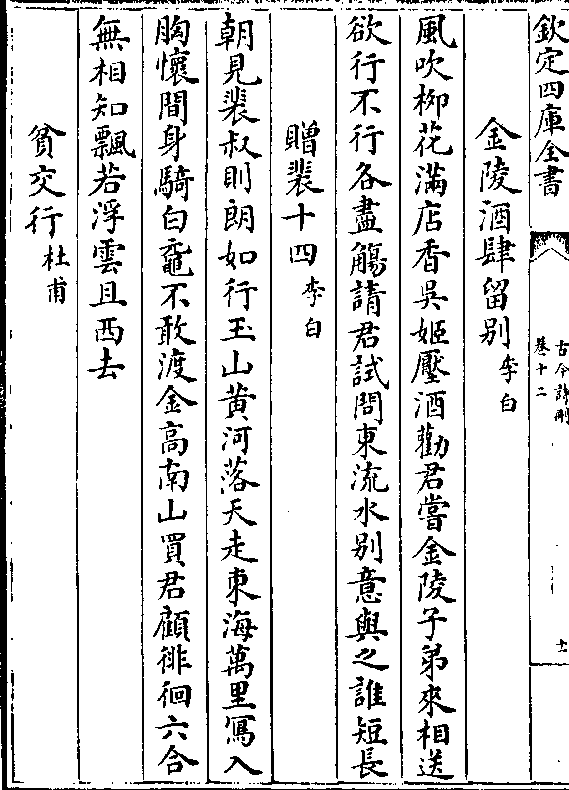 欽定四庫全書
古今詩刪
卷十二
十一
金陵酒肆留别 李白
風吹栁花滿店香吳姬壓酒勸君嘗金陵子弟來相送
欲行不行各盡觴請君試問東流水别意與之誰短長
贈裴十四 李白
朝見裴叔則朗如行玉山黄河落天走東海萬里寫入
胸懷間身騎白黿不敢渡金高南山買君顧徘徊六合
無相知飄若浮雲且西去
貧交行 杜甫